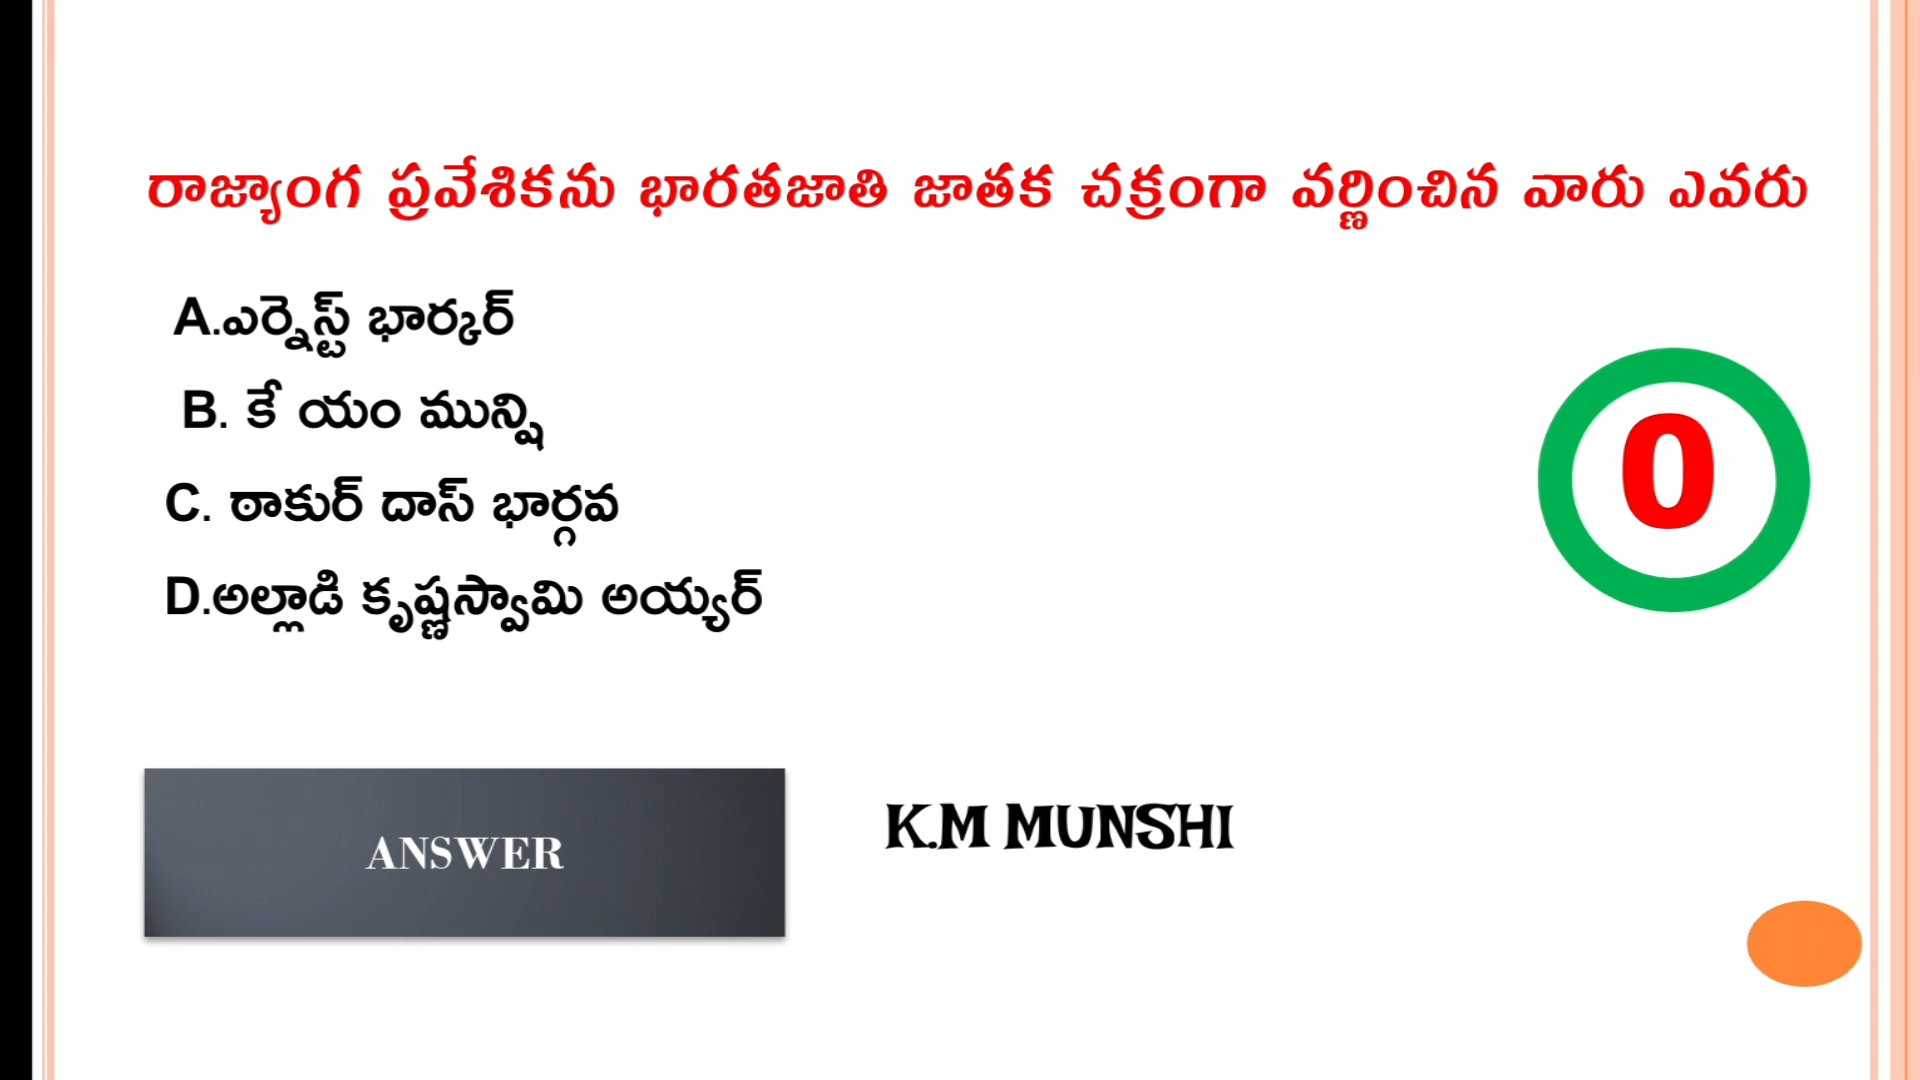 రాజ్యాంగ ప్రవేశికను భారతజాతి జాతక చక్రంగా వర్ణించిన వారు ఎవరు
A.ఎర్నెస్ట్ భార్కర్
B. కే యం మున్షి
C. ఠాకుర్ దాస్ భార్గవ
D.అల్లాడి కృష్ణస్వామి అయ్యర్
0
ANSWER
K.M MUNSHI